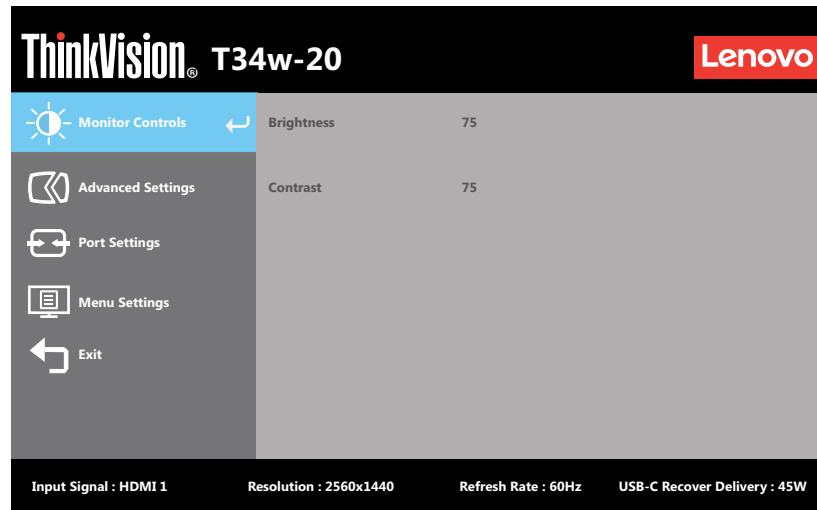 ThinkVision® T34w-20
Lenovo
Monitor Controls
Brightness 75
Advanced Settings
Contrast 75
Port Settings
Menu Settings
Exit
Input Signal : HDMI 1 Resolution : 2560x1440 Refresh Rate : 60Hz USB-C Recover Delivery : 45W